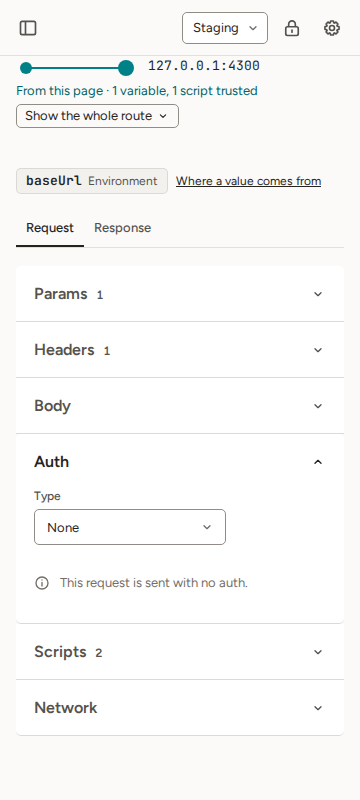 Staging
127.0.0.1:4300
From this page · 1 variable, 1 script trusted
Show the whole route
baseUrl Environment Where a value comes from
Request Response
Params 1
Headers 1
Body
Auth
Type
None
This request is sent with no auth.
Scripts 2
Network